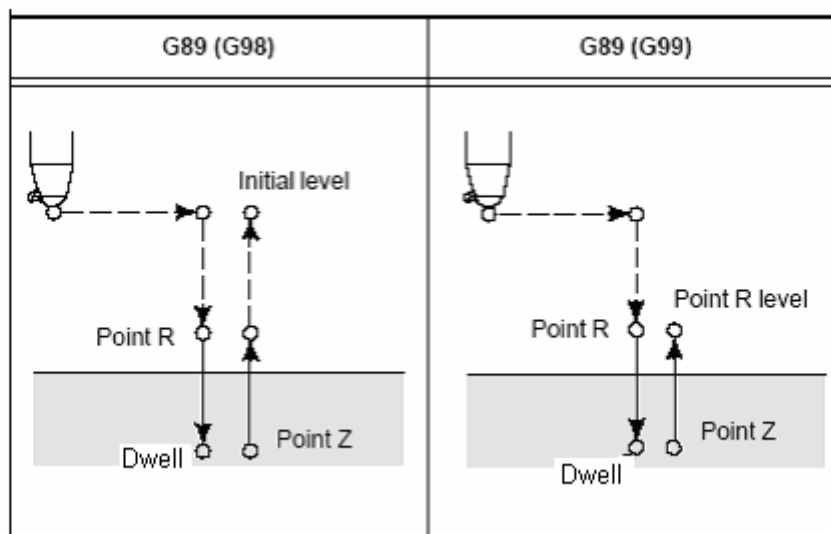 G89 (G98)
G89 (G99)
Initial level
Point R
Point Z
Dwell
Point R level
Point R
Point Z
Dwell